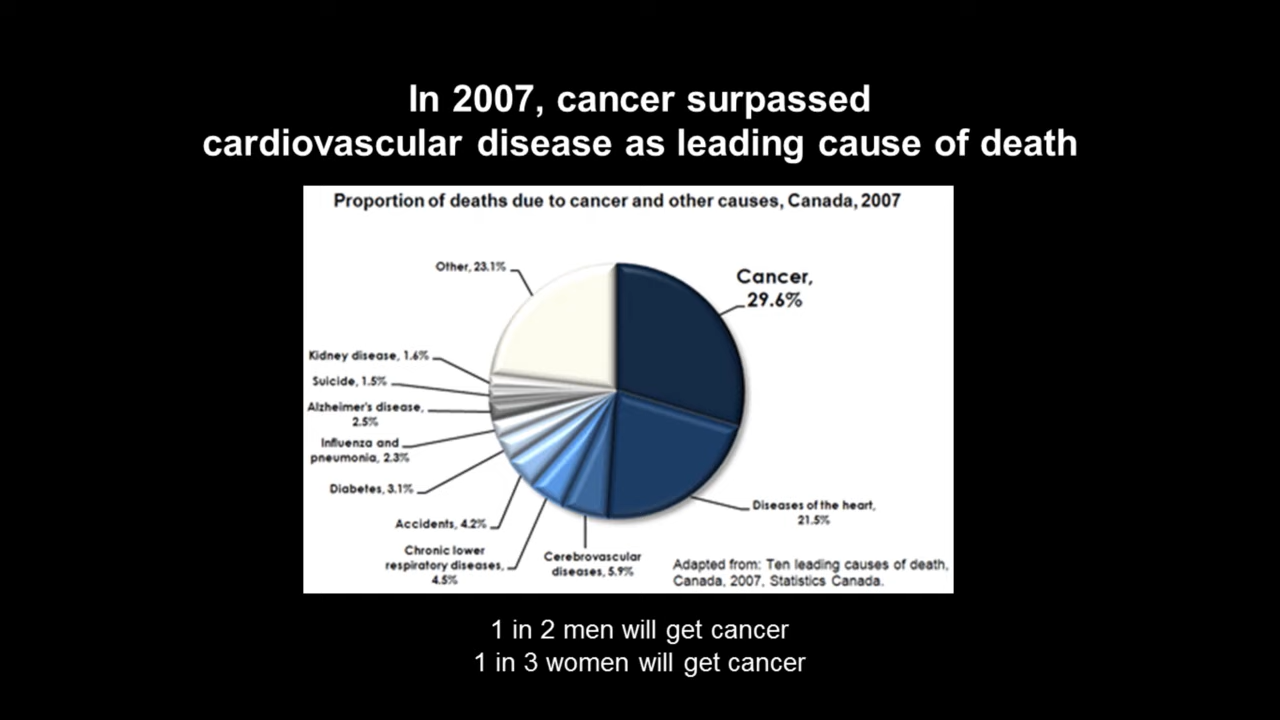 In 2007, cancer surpassed
cardiovascular disease as leading cause of death
Proportion of deaths due to cancer and other causes, Canada, 2007
Other, 23.1%
Cancer,
29.6%
Kidney disease, 1.6%
Suicide, 1.5%
Alzheimer's disease,
2.5%
Influenza and
pneumonia, 2.3%
Diabetes, 3.1%
Accidents, 4.2%
Chronic lower
respiratory diseases,
4.5%
Cerebrovascular
diseases, 5.9%
Diseases of the heart,
21.5%
Adapted from: Ten leading causes of death,
Canada, 2007, Statistics Canada.
1 in 2 men will get cancer
1 in 3 women will get cancer